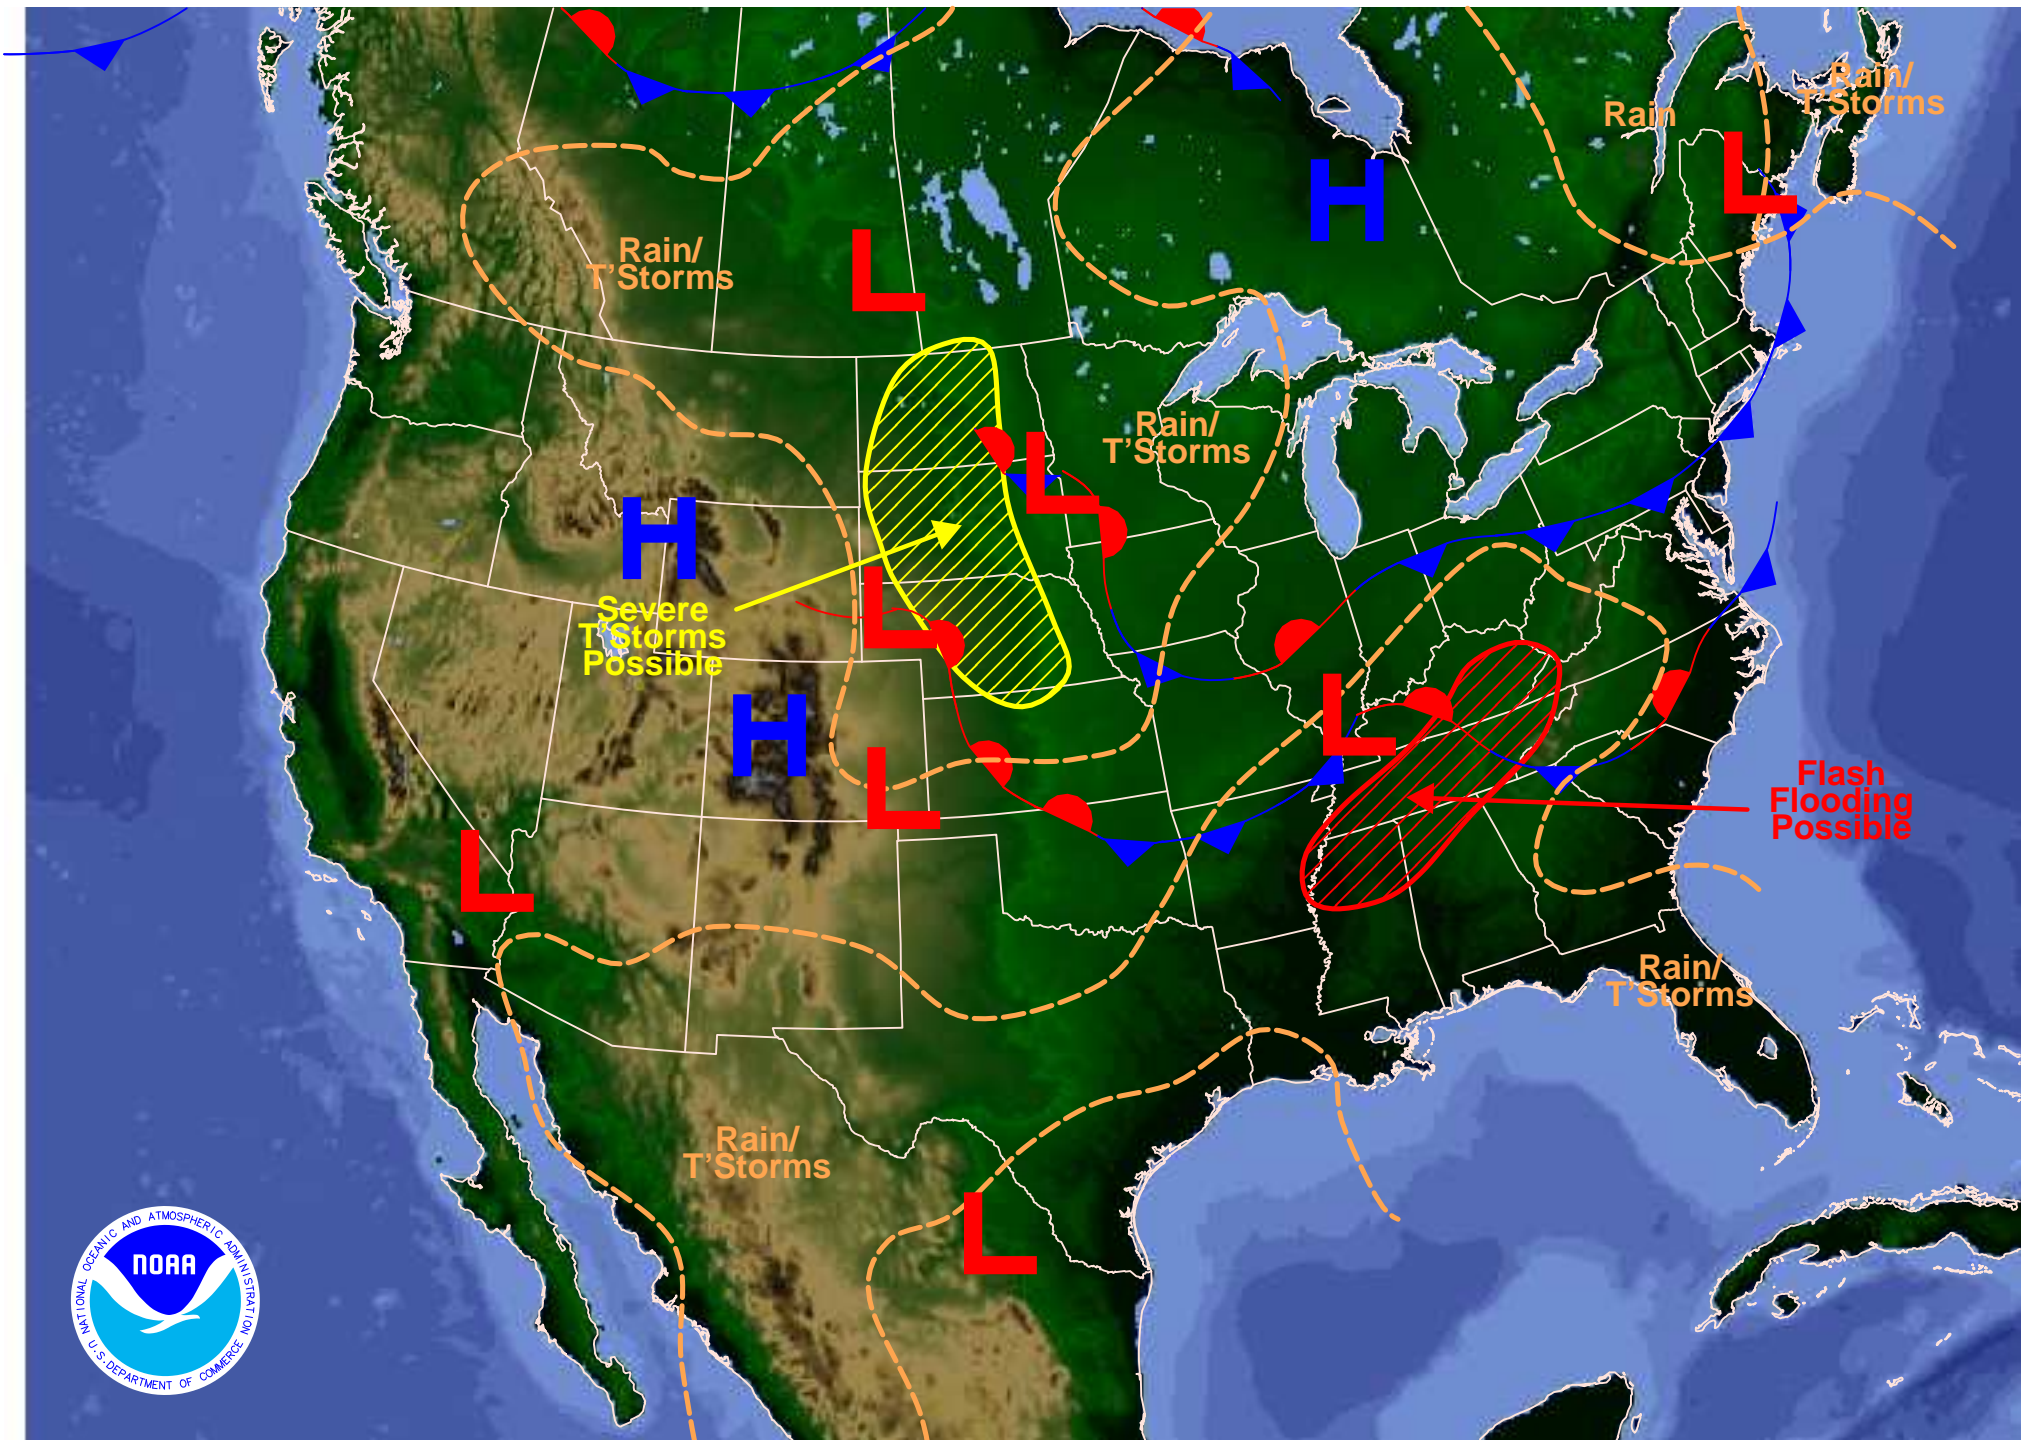 Rain/
T'Storms
Rain
H
L
Rain/
T'Storms
L
Rain/
T'Storms
L
H
Severe
T'Storms
Possible
L
H
L
L
Flash
Flooding
Possible
L
L
Rain/
T'Storms
Rain/
T'Storms
L
NATIONAL OCEANIC AND ATMOSPHERIC ADMINISTRATION
NOAA
U.S. DEPARTMENT OF COMMERCE